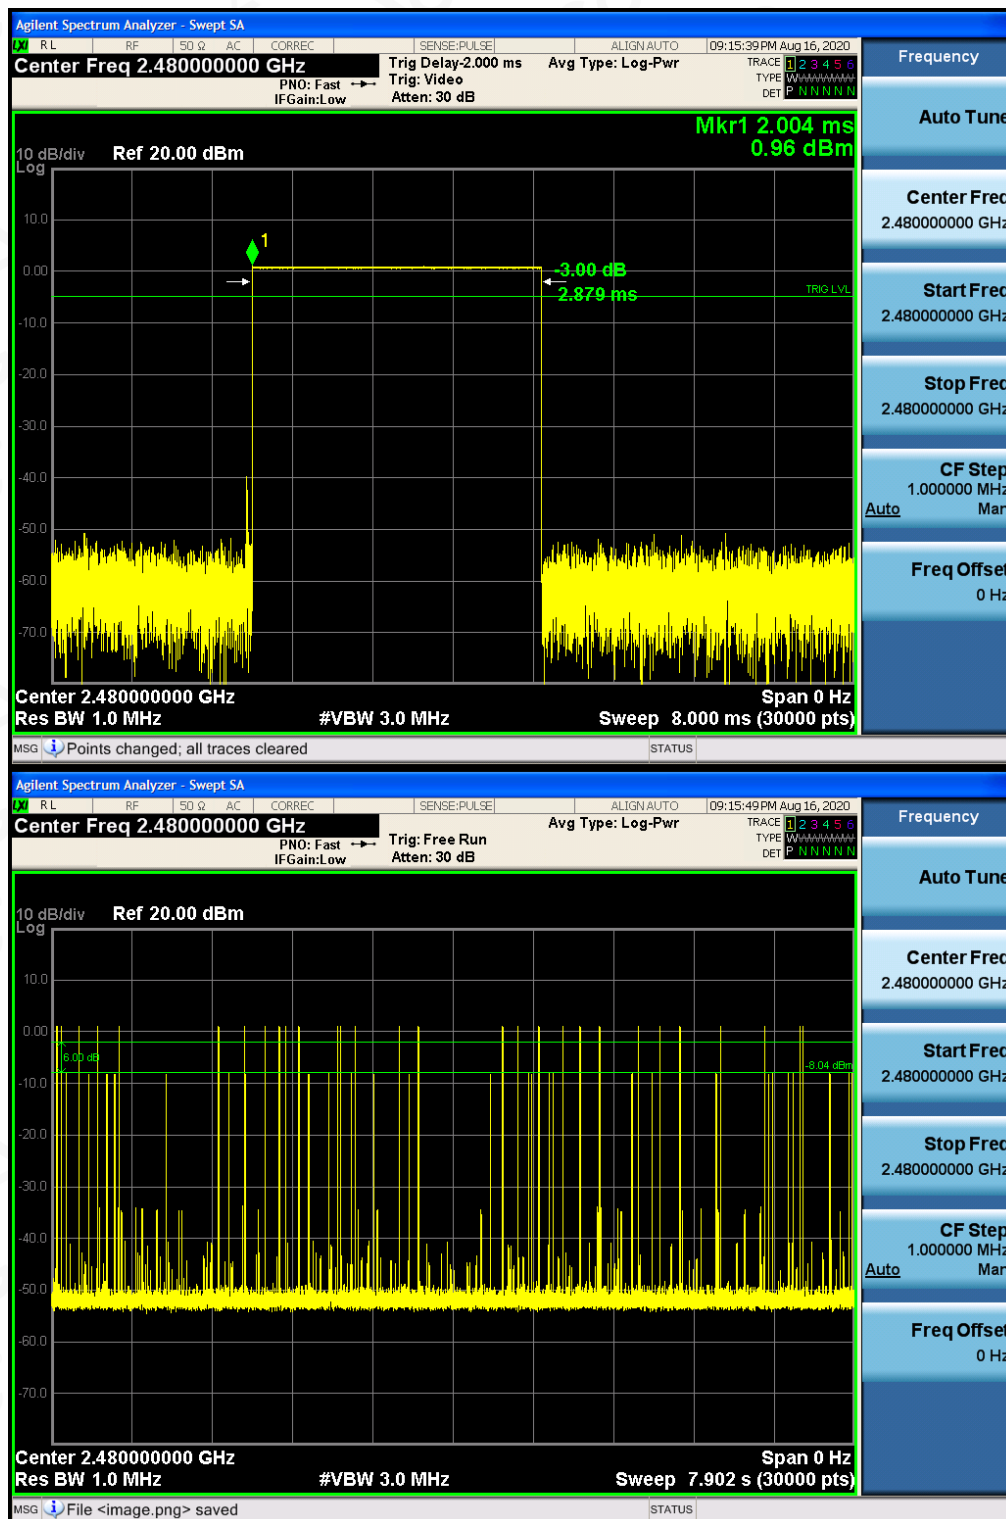 Agilent Spectrum Analyzer - Swept SA
LXI RL RF 50 Ω AC CORREC SENSE:PULSE ALIGN AUTO 09:15:39 PM Aug 16, 2020
Center Freq 2.480000000 GHz
PNO: Fast
IFGain:Low
Trig Delay-2.000 ms
Trig: Video
Atten: 30 dB
Avg Type: Log-Pwr
TRACE 1 2 3 4 5 6
TYPE
DET P N N N N N
Mkr1 2.004 ms
0.96 dBm
10 dB/div Ref 20.00 dBm
Log
10.0
0.00
-10.0
-20.0
-30.0
-40.0
-50.0
-60.0
-70.0
1
-3.00 dB
2.879 ms
TRIG LVL
Center 2.480000000 GHz Span 0 Hz
Res BW 1.0 MHz #VBW 3.0 MHz Sweep 8.000 ms (30000 pts)
MSG Points changed; all traces cleared STATUS
Frequency
Auto Tune
Center Freq
2.480000000 GHz
Start Freq
2.480000000 GHz
Stop Freq
2.480000000 GHz
CF Step
1.000000 MHz
Auto Man
Freq Offset
0 Hz
Agilent Spectrum Analyzer - Swept SA
LXI RL RF 50 Ω AC CORREC SENSE:PULSE ALIGN AUTO 09:15:49 PM Aug 16, 2020
Center Freq 2.480000000 GHz
PNO: Fast
IFGain:Low
Trig: Free Run
Atten: 30 dB
Avg Type: Log-Pwr
TRACE 1 2 3 4 5 6
TYPE
DET P N N N N N
10 dB/div Ref 20.00 dBm
Log
10.0
0.00
-10.0
-20.0
-30.0
-40.0
-50.0
-60.0
-70.0
6.00 dB
-8.04 dBm
Center 2.480000000 GHz Span 0 Hz
Res BW 1.0 MHz #VBW 3.0 MHz Sweep 7.902 s (30000 pts)
MSG File <image.png> saved STATUS
Frequency
Auto Tune
Center Freq
2.480000000 GHz
Start Freq
2.480000000 GHz
Stop Freq
2.480000000 GHz
CF Step
1.000000 MHz
Auto Man
Freq Offset
0 Hz